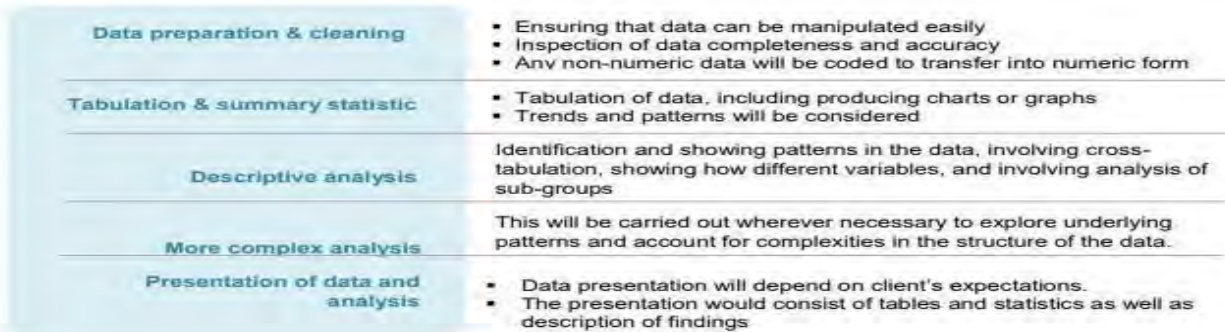 Data preparation & cleaning
▪ Ensuring that data can be manipulated easily
▪ Inspection of data completeness and accuracy
▪ Any non-numeric data will be coded to transfer into numeric form
Tabulation & summary statistic
▪ Tabulation of data, including producing charts or graphs
▪ Trends and patterns will be considered
Descriptive analysis
Identification and showing patterns in the data, involving cross-
tabulation, showing how different variables, and involving analysis of
sub-groups
More complex analysis
This will be carried out wherever necessary to explore underlying
patterns and account for complexities in the structure of the data.
Presentation of data and
analysis
▪ Data presentation will depend on client's expectations.
▪ The presentation would consist of tables and statistics as well as
description of findings